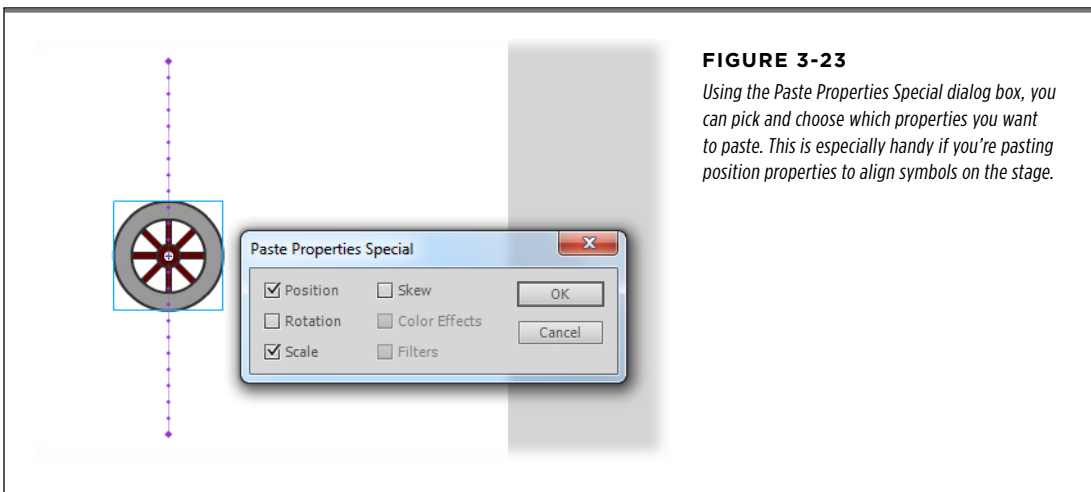 FIGURE 3-23
Using the Paste Properties Special dialog box, you
can pick and choose which properties you want
to paste. This is especially handy if you're pasting
position properties to align symbols on the stage.
Paste Properties Special
Position
Skew
OK
Rotation
Color Effects
Cancel
Scale
Filters